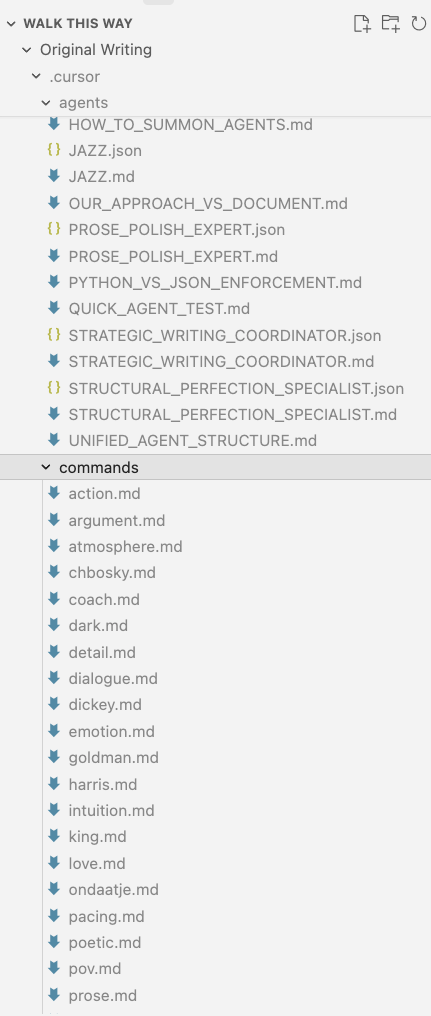 WALK THIS WAY
Original Writing
.cursor
agents
HOW_TO_SUMMON_AGENTS.md
{} JAZZ.json
JAZZ.md
OUR_APPROACH_VS_DOCUMENT.md
{} PROSE_POLISH_EXPERT.json
PROSE_POLISH_EXPERT.md
PYTHON_VS_JSON_ENFORCEMENT.md
QUICK_AGENT_TEST.md
{} STRATEGIC_WRITING_COORDINATOR.json
STRATEGIC_WRITING_COORDINATOR.md
{} STRUCTURAL_PERFECTION_SPECIALIST.json
STRUCTURAL_PERFECTION_SPECIALIST.md
UNIFIED_AGENT_STRUCTURE.md
commands
action.md
argument.md
atmosphere.md
chbosky.md
coach.md
dark.md
detail.md
dialogue.md
dickey.md
emotion.md
goldman.md
harris.md
intuition.md
king.md
love.md
ondaatje.md
pacing.md
poetic.md
pov.md
prose.md